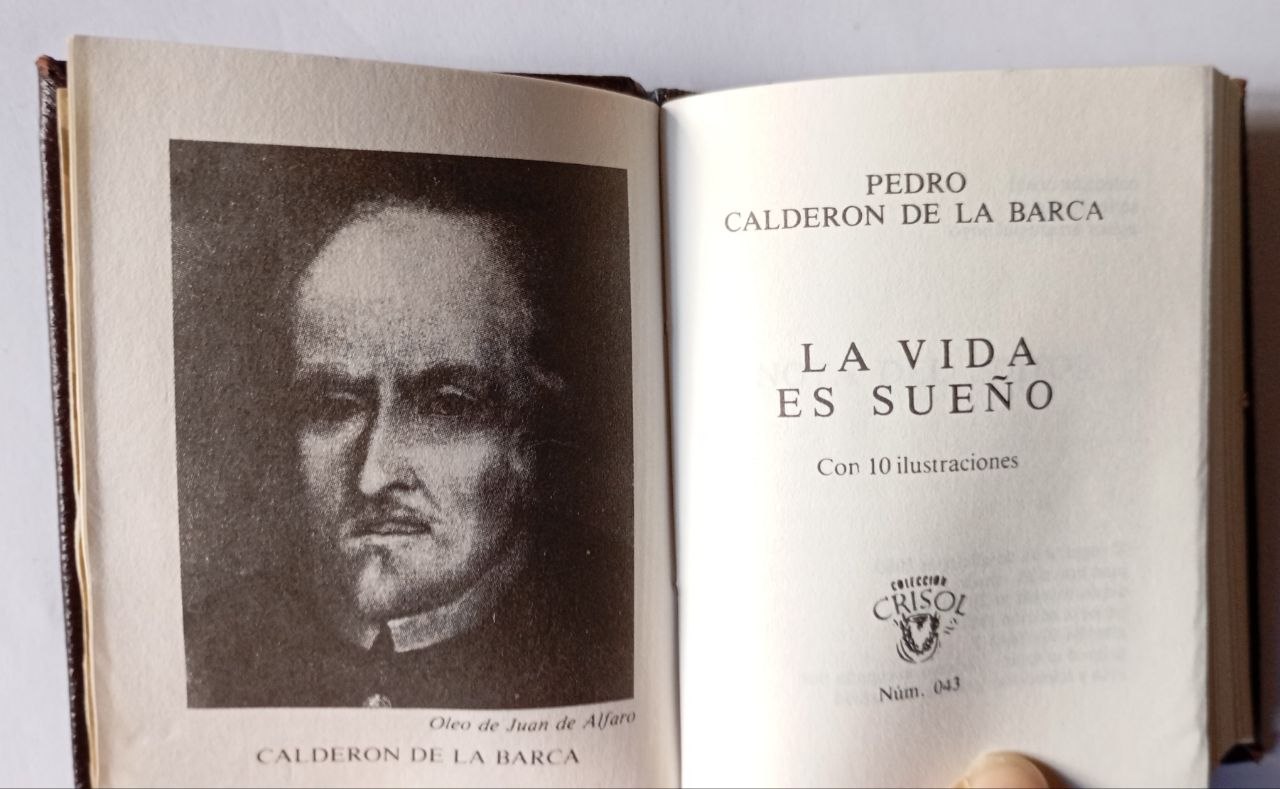 Oleo de Juan de Alfaro
CALDERON DE LA BARCA
PEDRO
CALDERON DE LA BARCA
LA VIDA
ES SUEÑO
Con 10 ilustraciones
COLECCION
CRISOL
Núm. 043